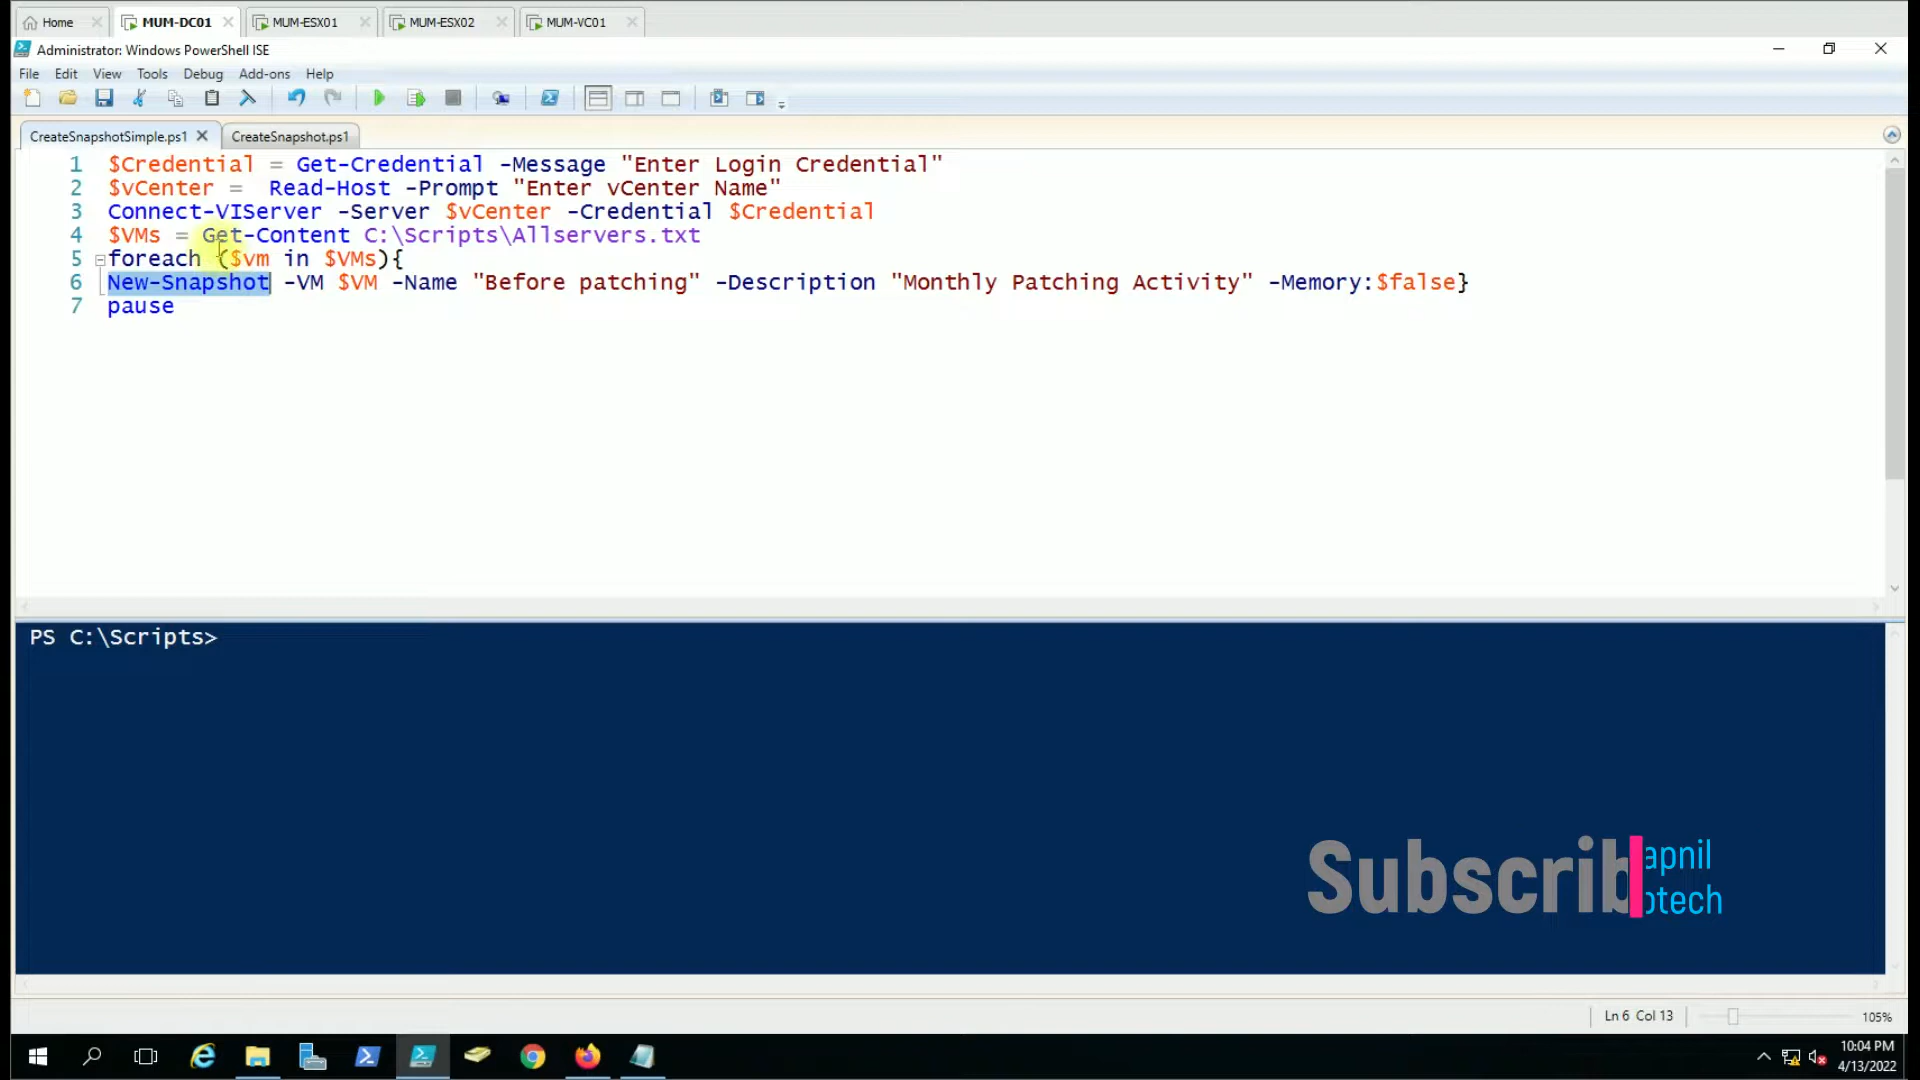 Home MUM-DC01 MUM-ESX01 MUM-ESX02 MUM-VC01
Administrator: Windows PowerShell ISE
File Edit View Tools Debug Add-ons Help
CreateSnapshotSimple.ps1 CreateSnapshot.ps1
1 $Credential = Get-Credential -Message "Enter Login Credential"
2 $vCenter =  Read-Host -Prompt "Enter vCenter Name"
3 Connect-VIServer -Server $vCenter -Credential $Credential
4 $VMs = Get-Content C:\Scripts\Allservers.txt
5 foreach ($vm in $VMs){
6 New-Snapshot -VM $VM -Name "Before patching" -Description "Monthly Patching Activity" -Memory:$false}
7 pause
PS C:\Scripts>
Subscrib
apnil
otech
Ln 6 Col 13 105%
10:04 PM
4/13/2022